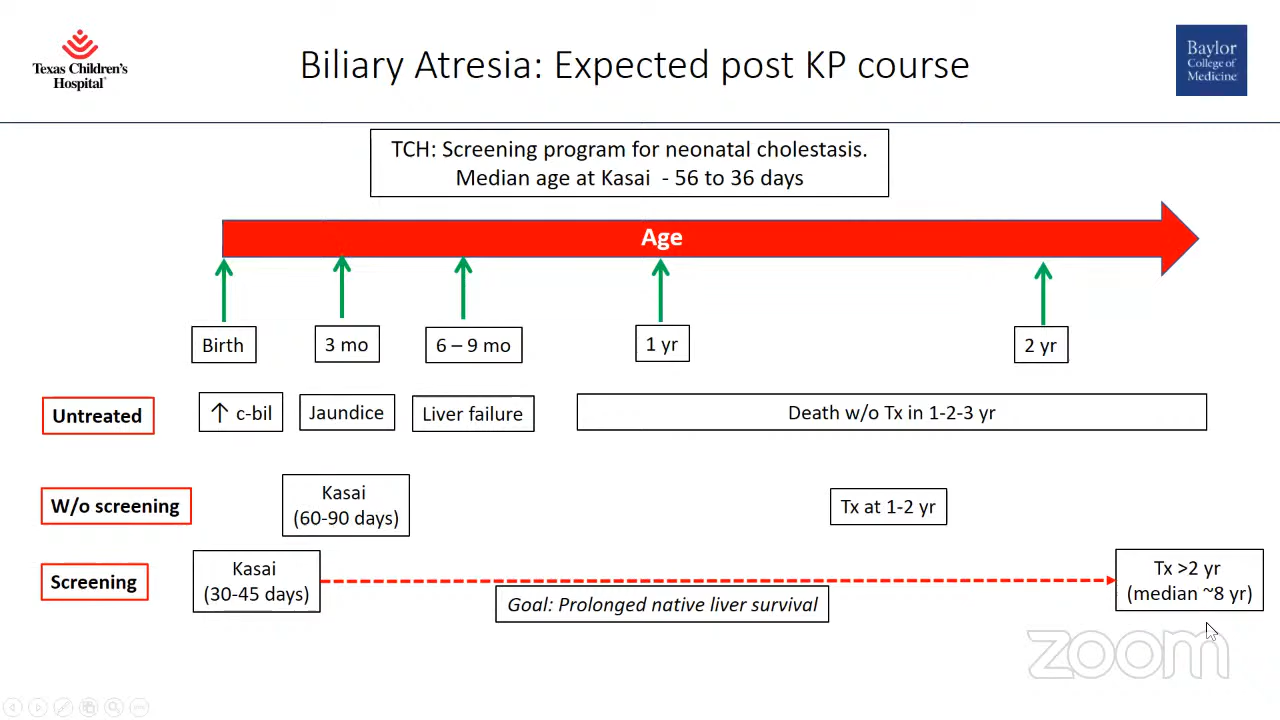 Texas Children's
Hospital
Biliary Atresia: Expected post KP course
Baylor
College of
Medicine
TCH: Screening program for neonatal cholestasis.
Median age at Kasai - 56 to 36 days
Age
Birth
3 mo
6 – 9 mo
1 yr
2 yr
Untreated
↑ c-bil
Jaundice
Liver failure
Death w/o Tx in 1-2-3 yr
W/o screening
Kasai
(60-90 days)
Tx at 1-2 yr
Screening
Kasai
(30-45 days)
Goal: Prolonged native liver survival
Tx >2 yr
(median ~8 yr)
zoom